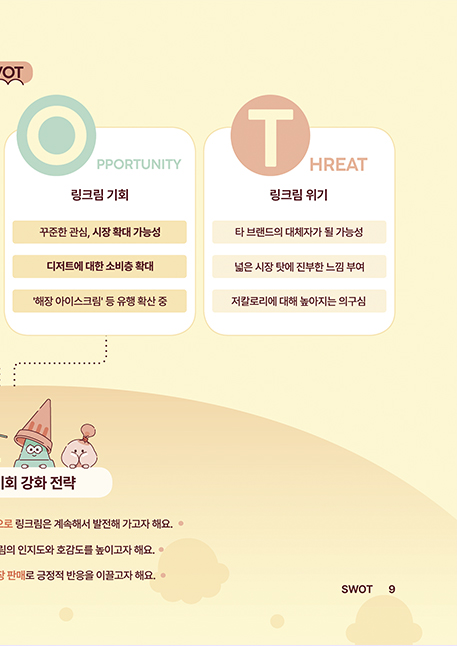 WOT
OPPORTUNITY
링크림 기회
꾸준한 관심, 시장 확대 가능성
디저트에 대한 소비층 확대
'해장 아이스크림' 등 유행 확산 중
THREAT
링크림 위기
타 브랜드의 대체자가 될 가능성
넓은 시장 탓에 진부한 느낌 부여
저칼로리에 대해 높아지는 의구심
기회 강화 전략
으로 링크림은 계속해서 발전해 가고자 해요.
림의 인지도와 호감도를 높이고자 해요.
장 판매로 긍정적 반응을 이끌고자 해요.
SWOT 9